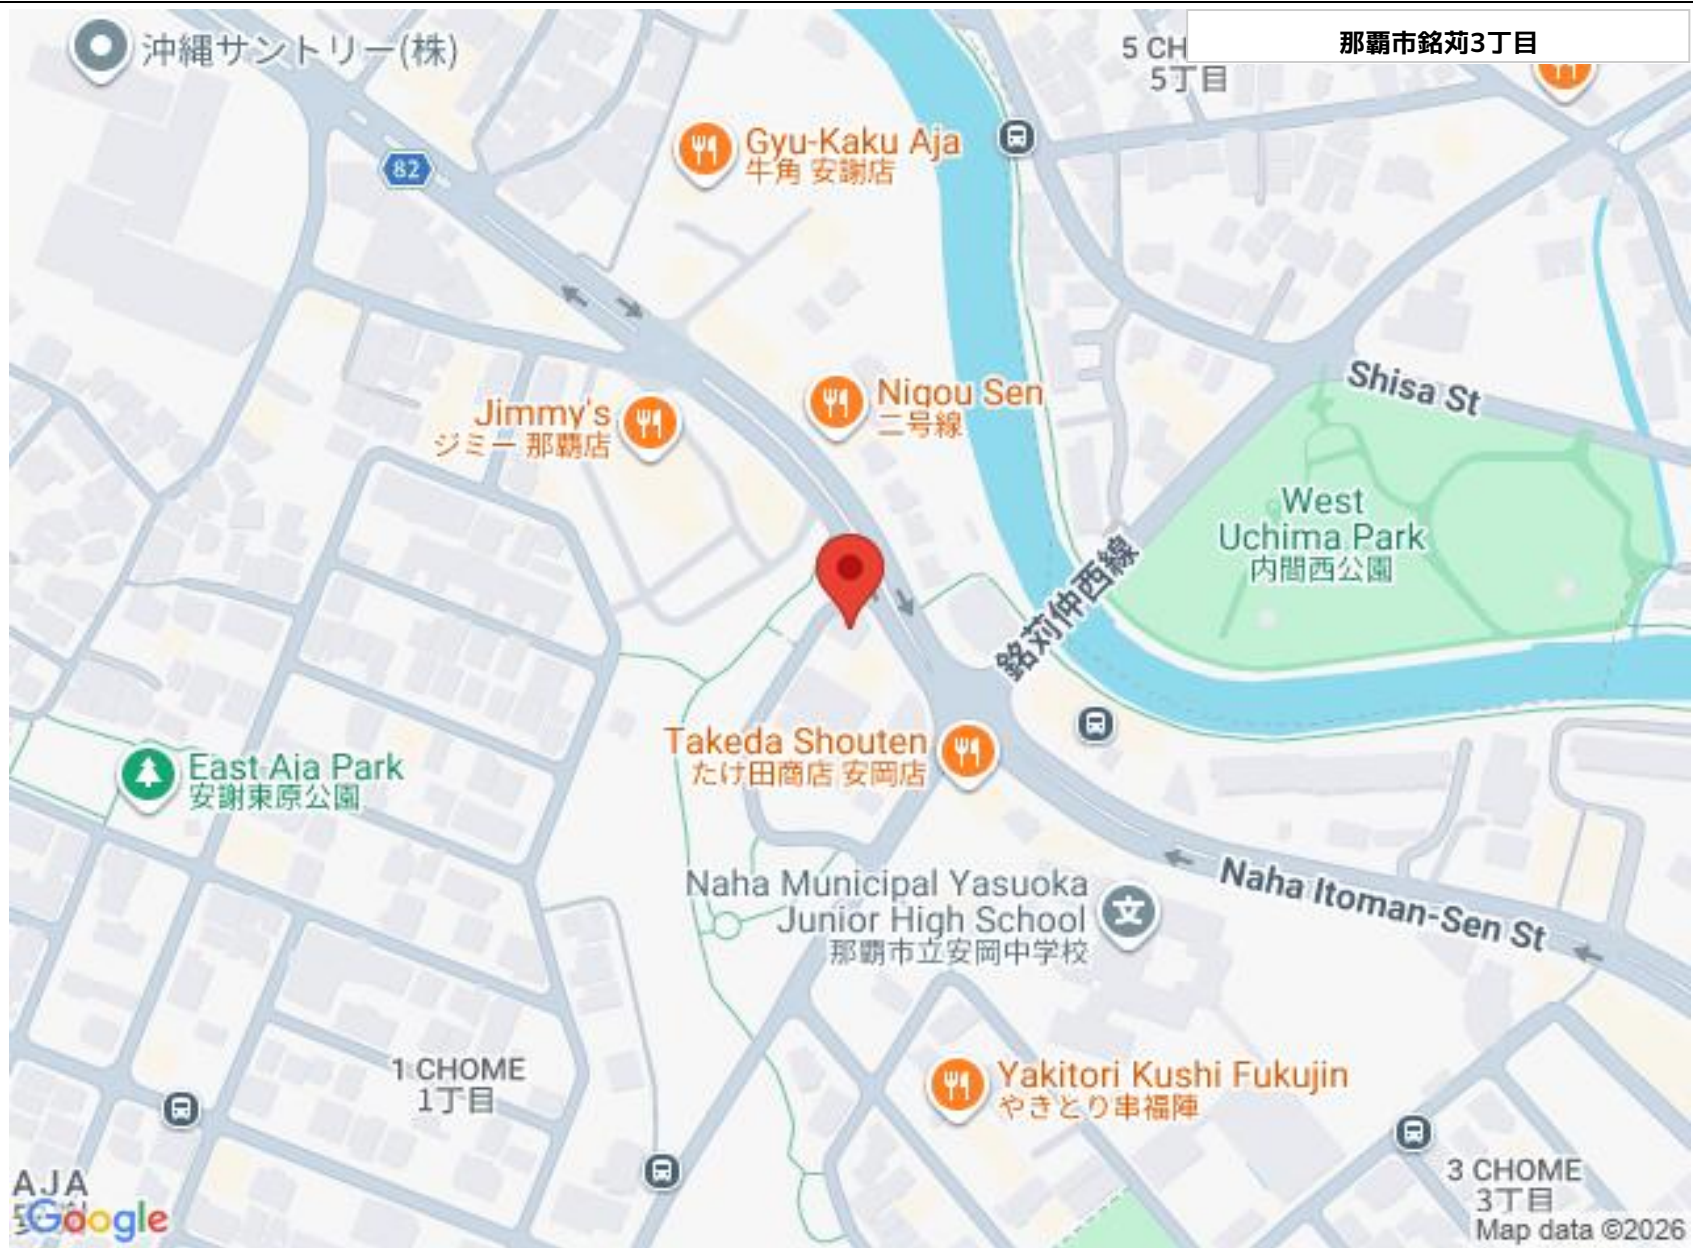 沖縄サントリー(株)
5 CH
5丁目
那覇市銘苅3丁目
Gyu-Kaku Aja
牛角 安謝店
82
Jimmy's
ジミー 那覇店
Niqou Sen
二号線
Shisa St
West
Uchima Park
内間西公園
銘苅仲西線
Takeda Shouten
たけ田商店 安岡店
East Aja Park
安謝東原公園
Naha Municipal Yasuoka
Junior High School
那覇市立安岡中学校
文
Naha Itoman-Sen St
1 CHOME
1丁目
Yakitori Kushi Fukujin
やきとり串福陣
AJA
Google
3 CHOME
3丁目
Map data ©2026